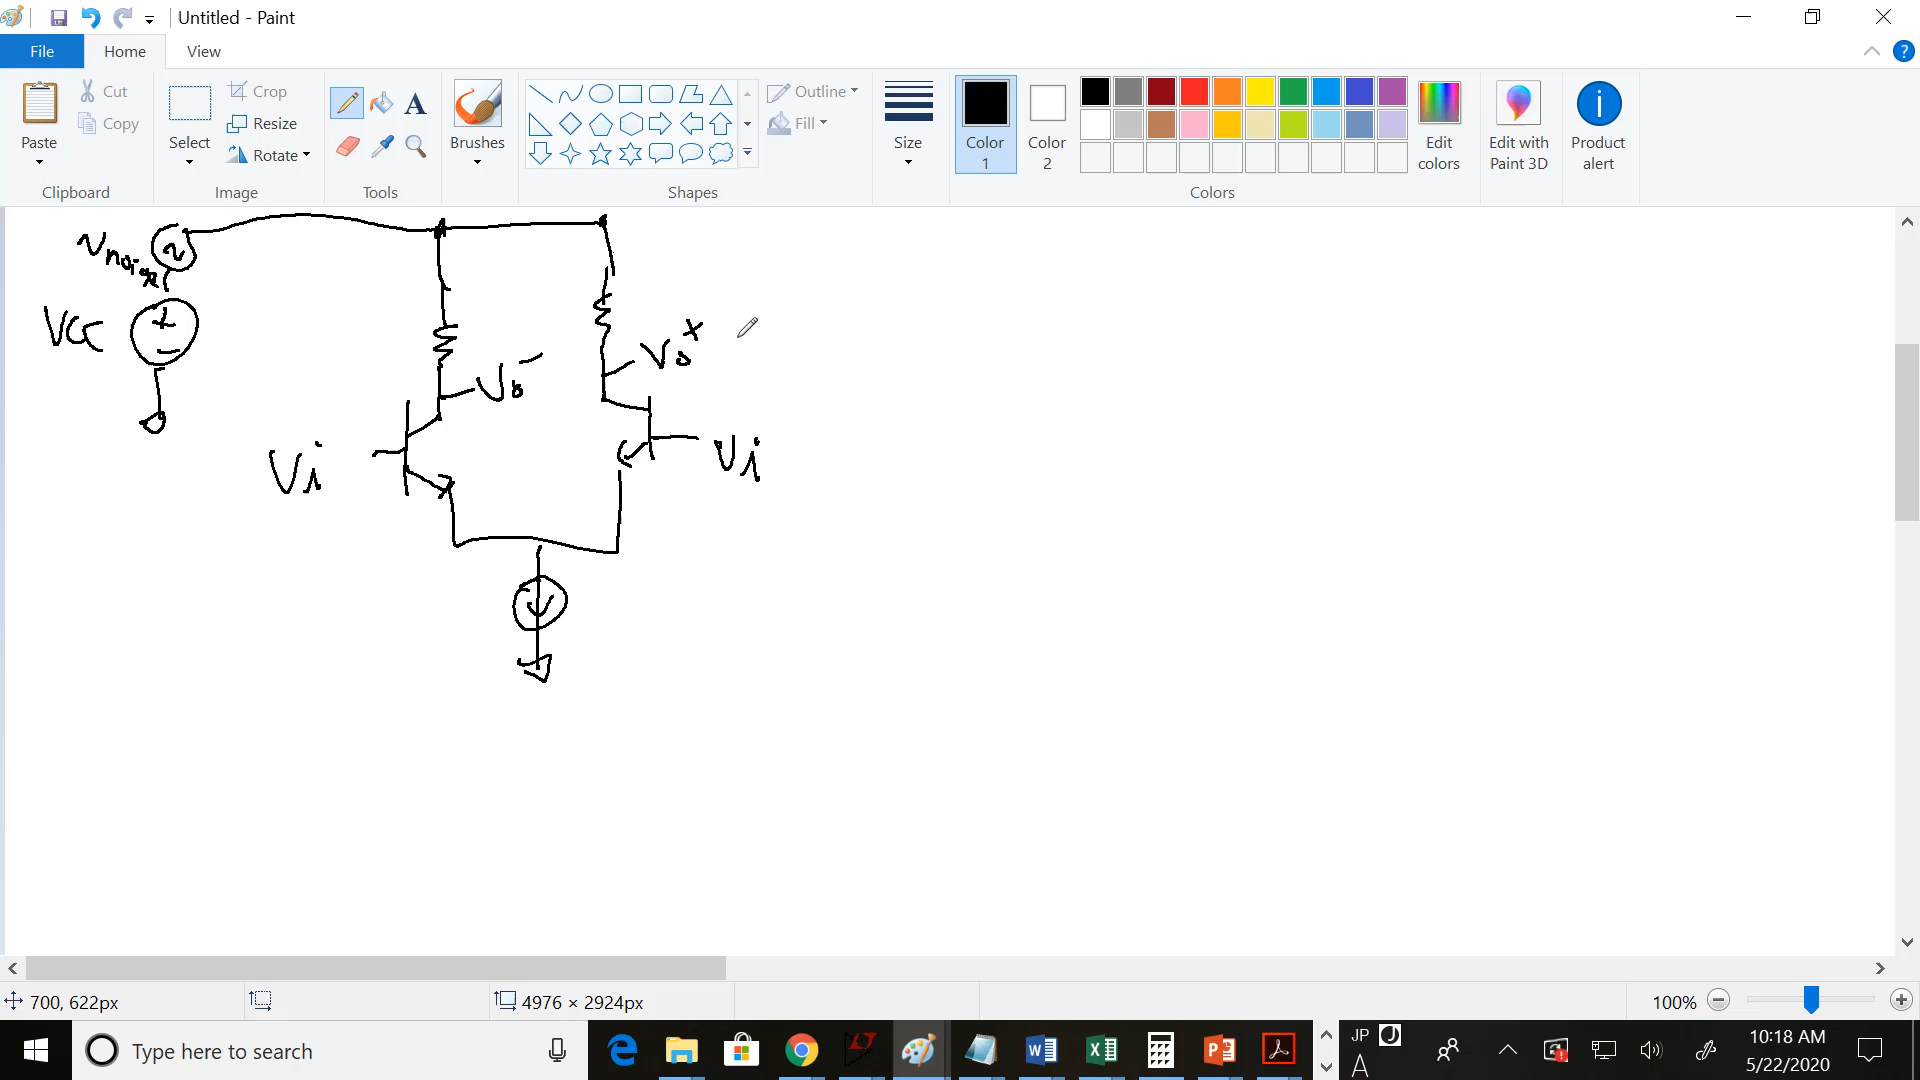 Untitled - Paint
File
Home
View
Paste
Cut
Copy
Clipboard
Select
Crop
Resize
Rotate
Image
A
Tools
Brushes
Outline
Fill
Shapes
Size
Color 1
Color 2
Edit colors
Colors
Edit with Paint 3D
Product alert
Vnoise
VCC
Vo-
Vo+
Vi
Vi
700, 622px
4976 × 2924px
100%
Type here to search
JP
A
10:18 AM
5/22/2020